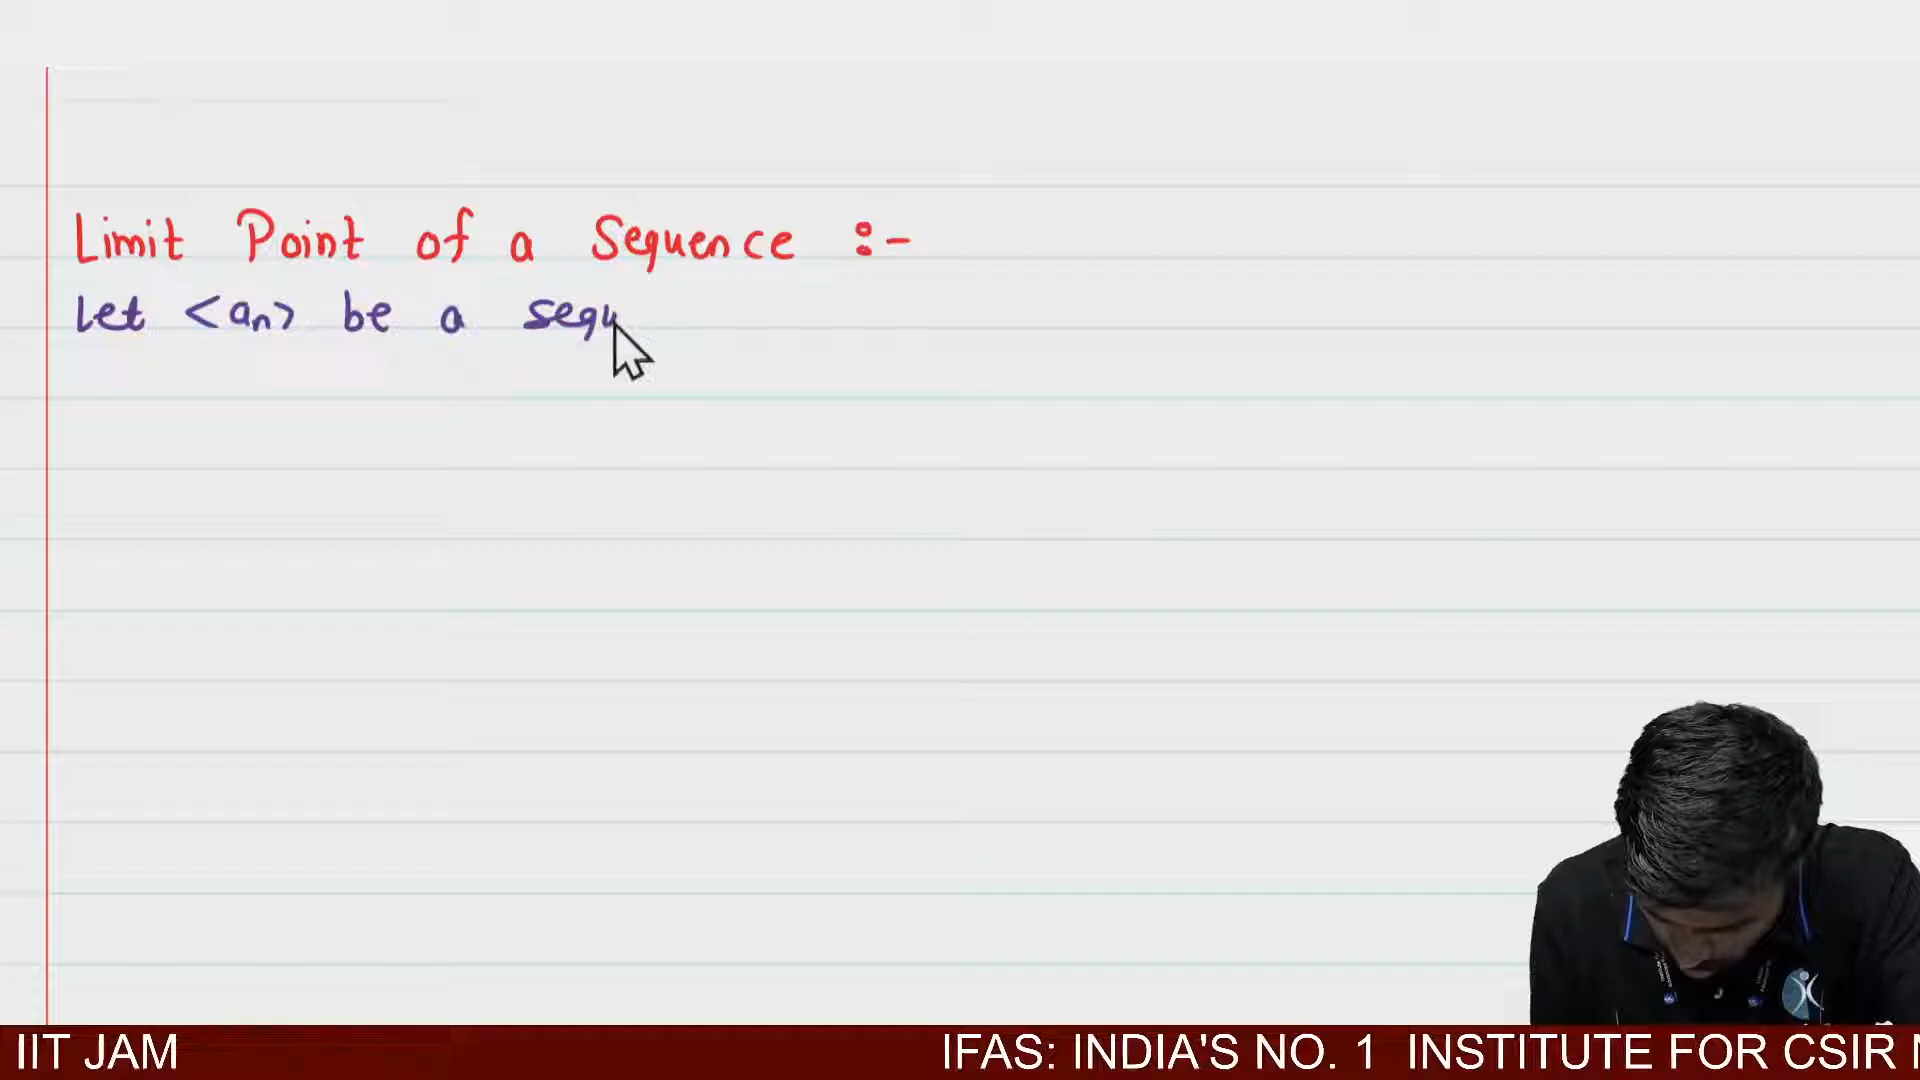 Limit Point of a Sequence :-
Let <an> be a sequ
IIT JAM IFAS: INDIA'S NO. 1 INSTITUTE FOR CSIR N